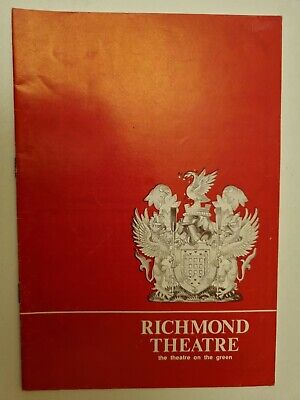 RICHMOND
THEATRE
the theatre on the green